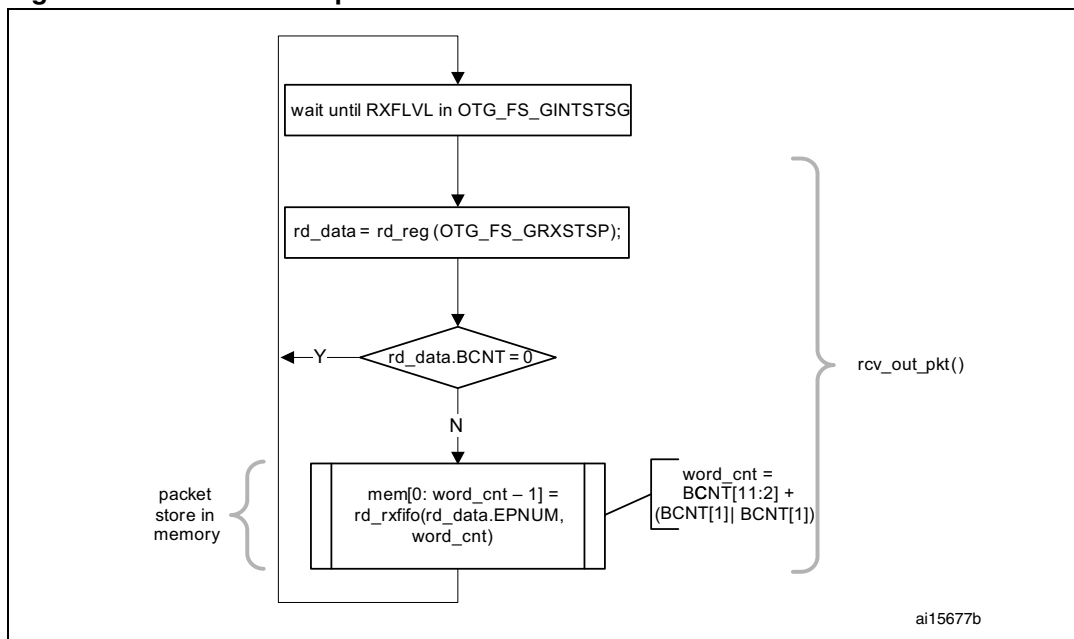 wait until RXFLVL in OTG_FS_GINTSTSG
rd_data = rd_reg (OTG_FS_GRXSTSP);
Y
rd_data.BCNT = 0
rcv_out_pkt()
N
packet
store in
memory
mem[0: word_cnt – 1] =
rd_rxfifo(rd_data.EPNUM,
word_cnt)
word_cnt =
BCNT[11:2] +
(BCNT[1]| BCNT[1])
ai15677b